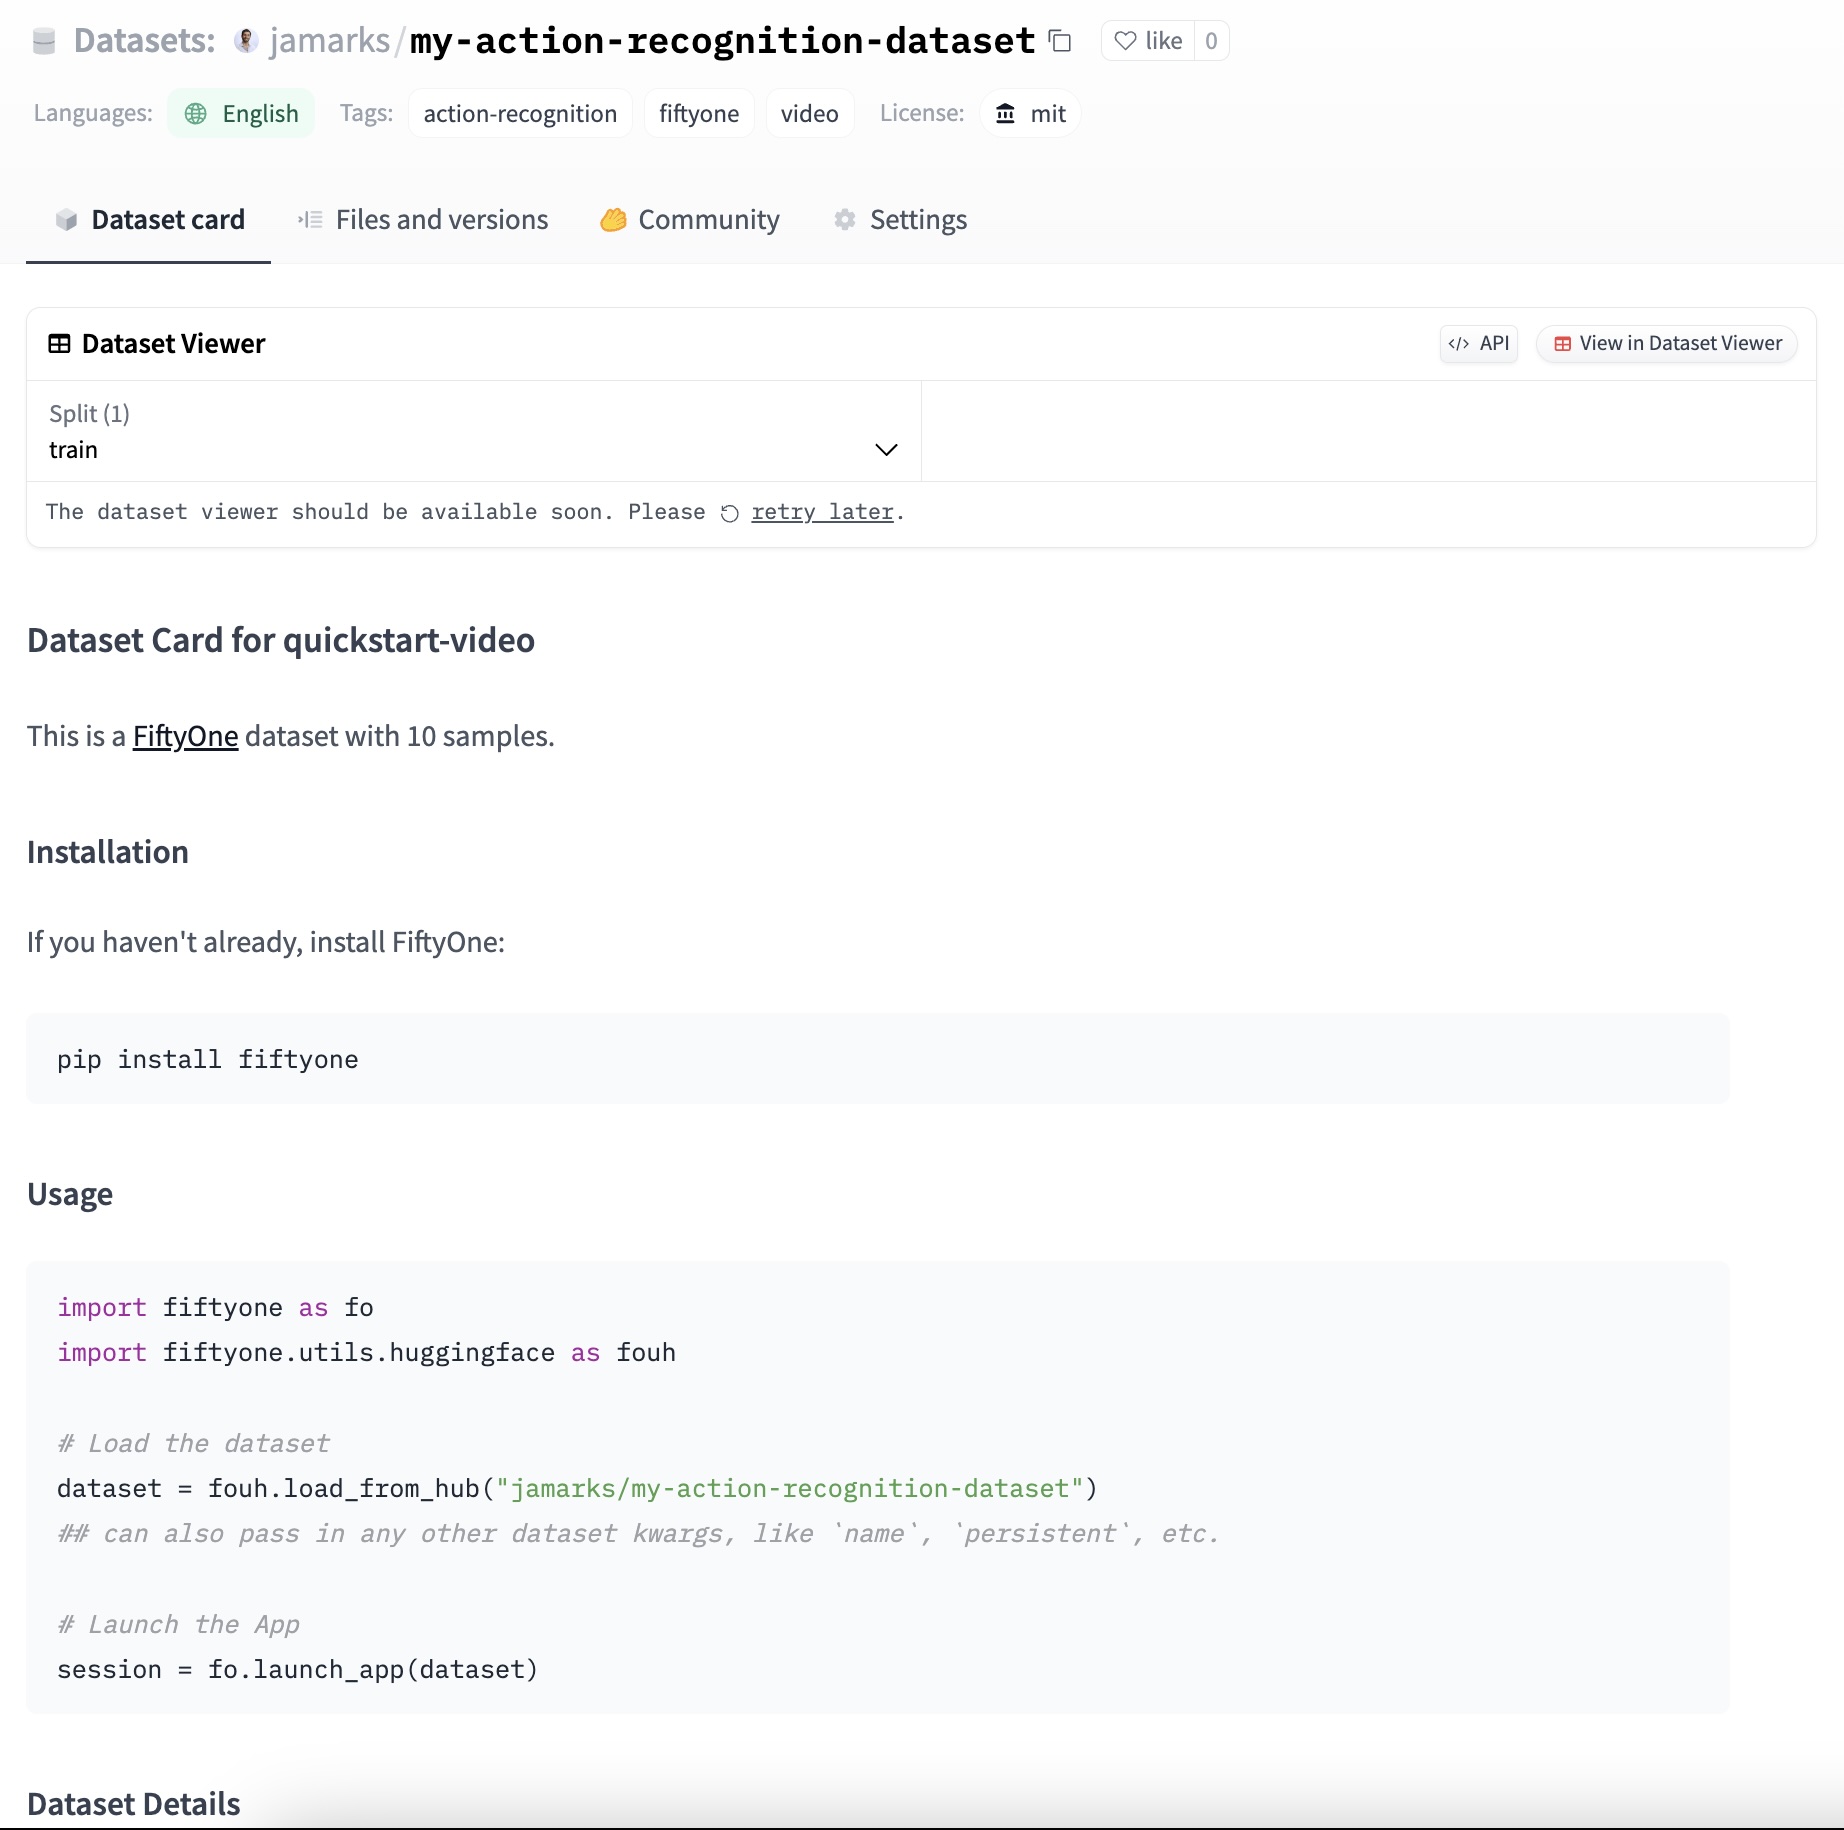 Datasets: jamarks/my-action-recognition-dataset like 0
Languages: English Tags: action-recognition fiftyone video License: mit
Dataset card Files and versions Community Settings
Dataset Viewer </> API View in Dataset Viewer
Split (1)
train
The dataset viewer should be available soon. Please retry later.
Dataset Card for quickstart-video
This is a FiftyOne dataset with 10 samples.
Installation
If you haven't already, install FiftyOne:
pip install fiftyone
Usage
import fiftyone as fo
import fiftyone.utils.huggingface as fouh
# Load the dataset
dataset = fouh.load_from_hub("jamarks/my-action-recognition-dataset")
## can also pass in any other dataset kwargs, like `name`, `persistent`, etc.
# Launch the App
session = fo.launch_app(dataset)
Dataset Details